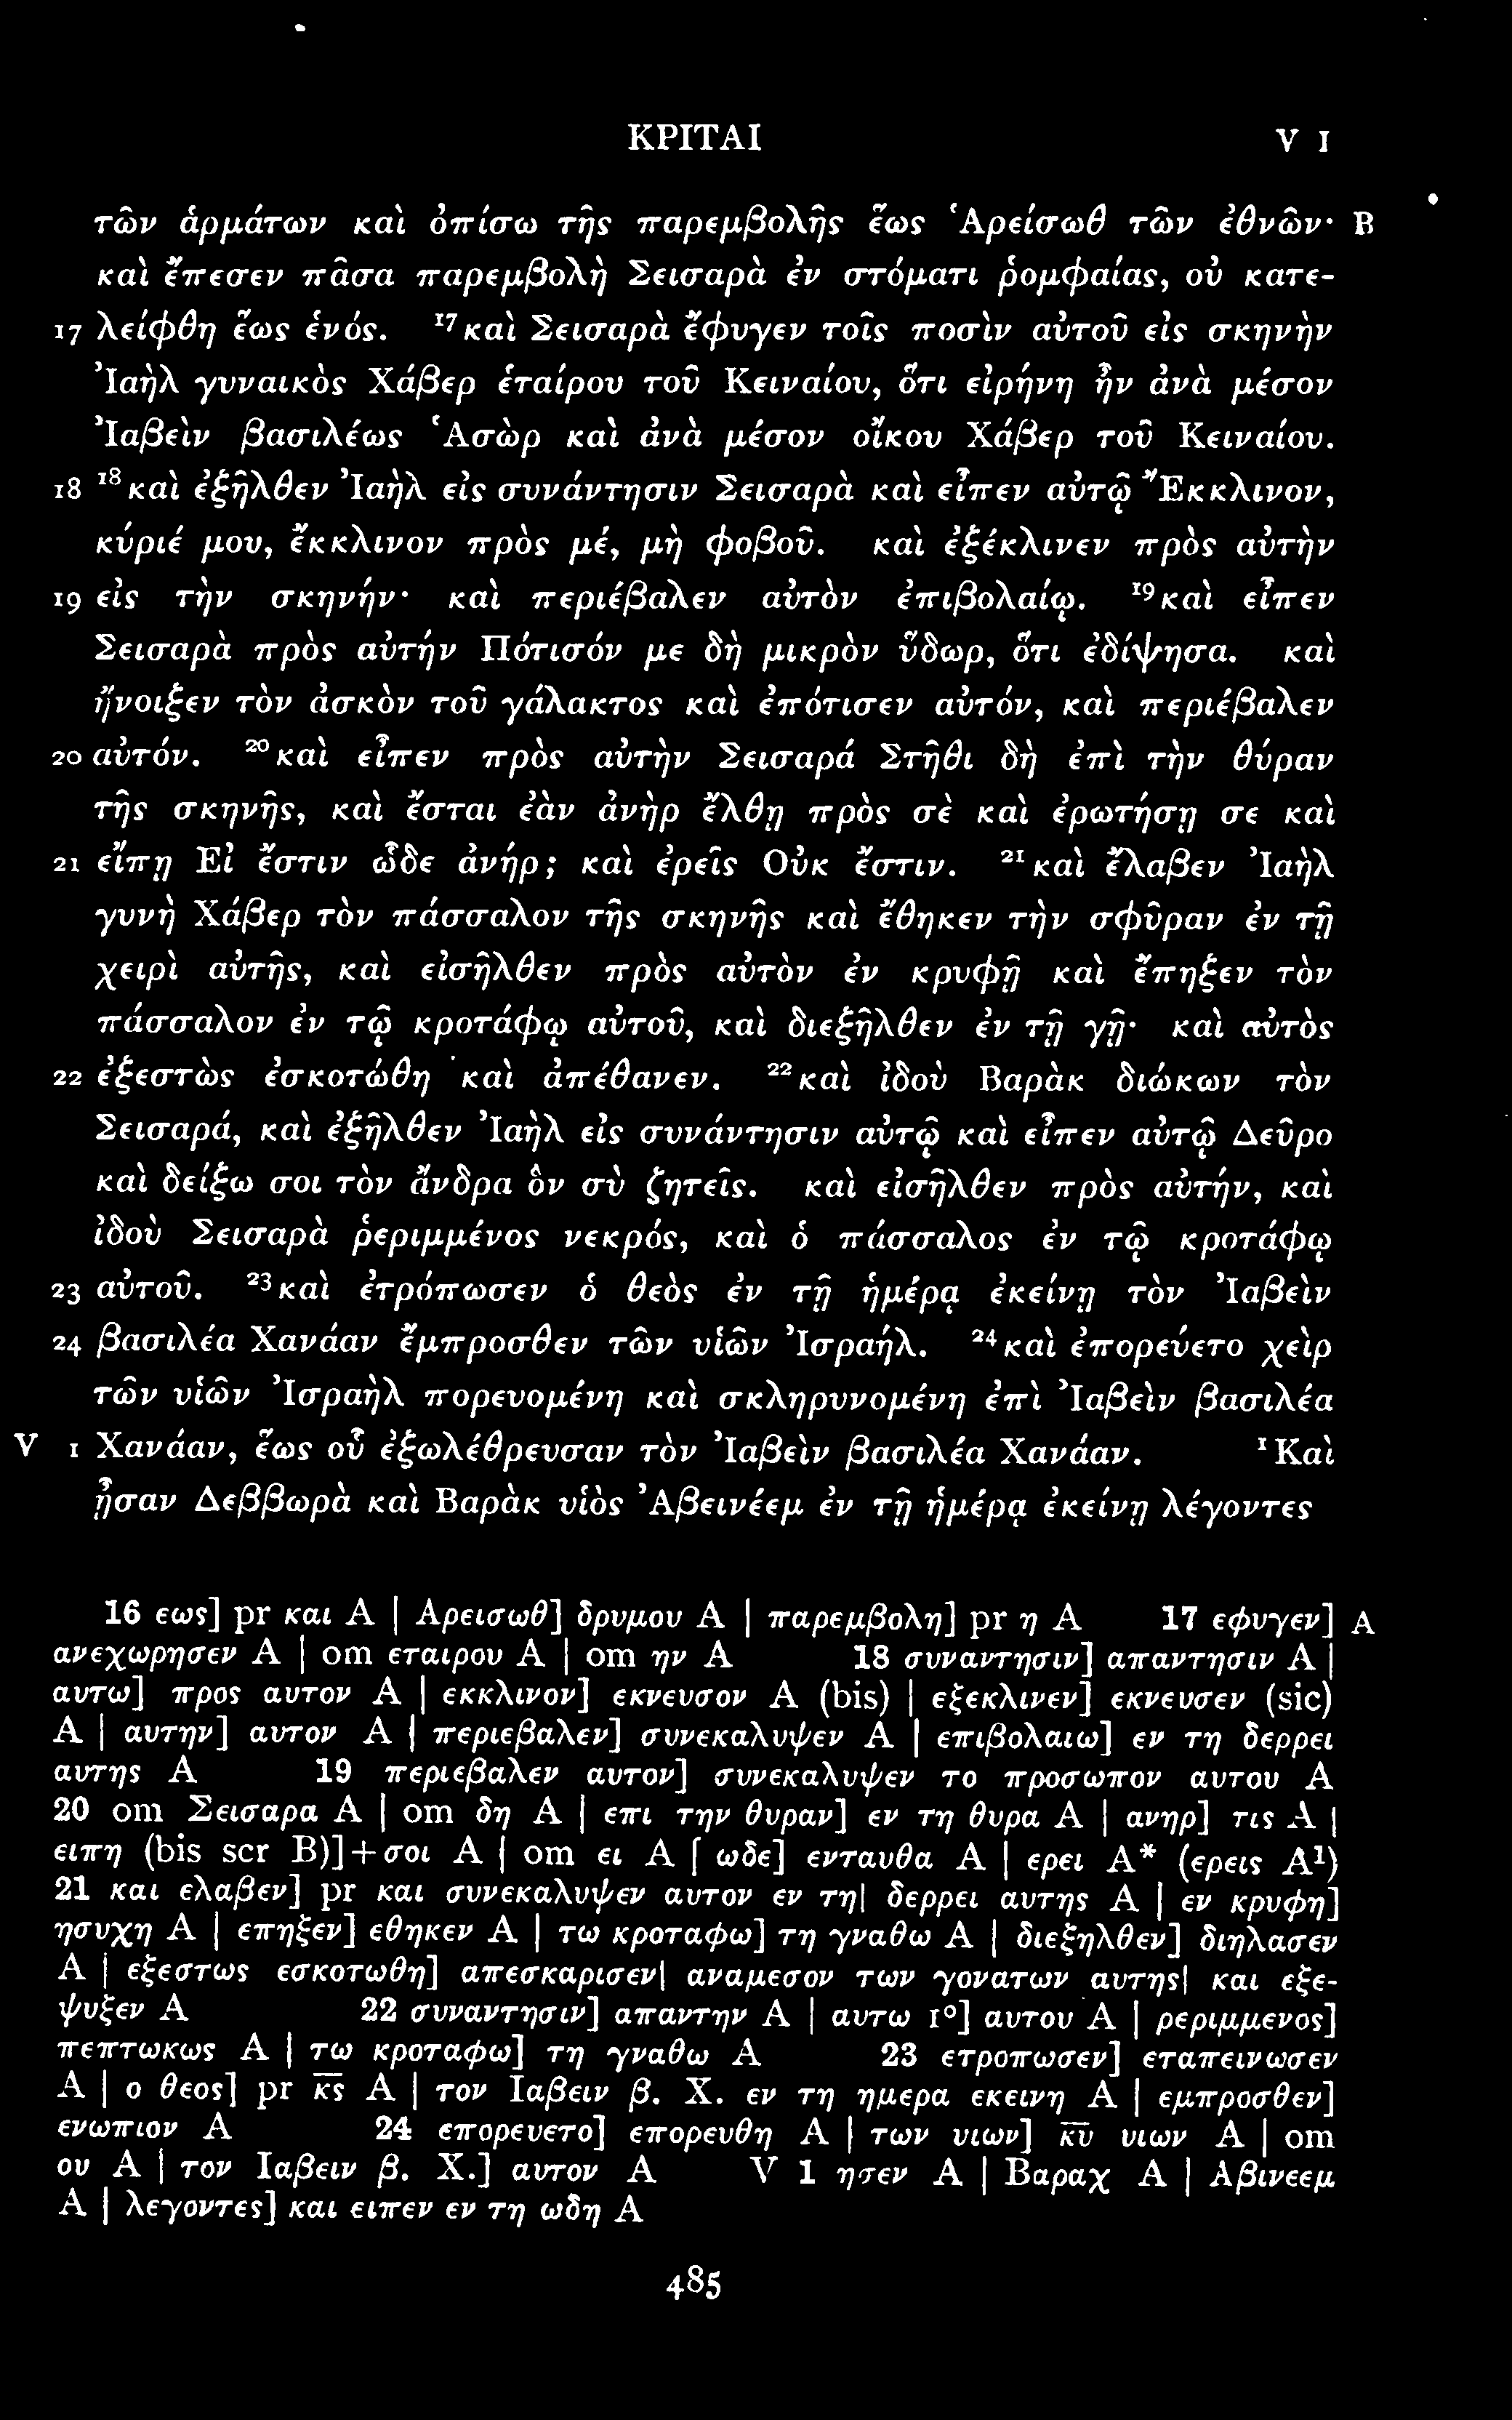 ΚΡΙΤΑΙ V 1
τῶν ἁρμάτων καὶ ὀπίσω τῆς παρεμβολῆς ἕως Ἁρείσωθ τῶν ἐθνῶν· B
καὶ ἔπεσεν πᾶσα παρεμβολὴ Σεισαρὰ ἐν στόματι ῥομφαίας, οὐ κατε-
17 λείφθη ἕως ἑνός. ¹⁷καὶ Σεισαρὰ ἔφυγεν τοῖς ποσὶν αὐτοῦ εἰς σκηνὴν
Ἰαὴλ γυναικὸς Χάβερ ἑταίρου τοῦ Κειναίου, ὅτι εἰρήνη ἦν ἀνὰ μέσον
Ἰαβεὶν βασιλέως Ἁσὼρ καὶ ἀνὰ μέσον οἴκου Χάβερ τοῦ Κειναίου.
18 ¹⁸καὶ ἐξῆλθεν Ἰαὴλ εἰς συνάντησιν Σεισαρὰ καὶ εἶπεν αὐτῷ Ἔκκλινον,
κύριέ μου, ἔκκλινον πρὸς μέ, μὴ φοβοῦ. καὶ ἐξέκλινεν πρὸς αὐτὴν
19 εἰς τὴν σκηνήν· καὶ περιέβαλεν αὐτὸν ἐπιβολαίῳ. ¹⁹καὶ εἶπεν
Σεισαρὰ πρὸς αὐτήν Πότισόν με δὴ μικρὸν ὕδωρ, ὅτι ἐδίψησα. καὶ
ἤνοιξεν τὸν ἀσκὸν τοῦ γάλακτος καὶ ἐπότισεν αὐτόν, καὶ περιέβαλεν
20 αὐτόν. ²⁰καὶ εἶπεν πρὸς αὐτὴν Σεισαρά Στῆθι δὴ ἐπὶ τὴν θύραν
τῆς σκηνῆς, καὶ ἔσται ἐὰν ἀνὴρ ἔλθῃ πρὸς σὲ καὶ ἐρωτήσῃ σε καὶ
21 εἴπῃ Εἰ ἔστιν ὧδε ἀνήρ; καὶ ἐρεῖς Οὐκ ἔστιν. ²¹καὶ ἔλαβεν Ἰαὴλ
γυνὴ Χάβερ τὸν πάσσαλον τῆς σκηνῆς καὶ ἔθηκεν τὴν σφῦραν ἐν τῇ
χειρὶ αὐτῆς, καὶ εἰσῆλθεν πρὸς αὐτὸν ἐν κρυφῇ καὶ ἔπηξεν τὸν
πάσσαλον ἐν τῷ κροτάφῳ αὐτοῦ, καὶ διεξῆλθεν ἐν τῇ γῇ· καὶ αὐτὸς
22 ἐξεστὼς ἐσκοτώθη καὶ ἀπέθανεν. ²²καὶ ἰδοὺ Βαρὰκ διώκων τὸν
Σεισαρά, καὶ ἐξῆλθεν Ἰαὴλ εἰς συνάντησιν αὐτῷ καὶ εἶπεν αὐτῷ Δεῦρο
καὶ δείξω σοι τὸν ἄνδρα ὃν σὺ ζητεῖς. καὶ εἰσῆλθεν πρὸς αὐτήν, καὶ
ἰδοὺ Σεισαρὰ ῥεριμμένος νεκρός, καὶ ὁ πάσσαλος ἐν τῷ κροτάφῳ
23 αὐτοῦ. ²³καὶ ἐτρόπωσεν ὁ θεὸς ἐν τῇ ἡμέρᾳ ἐκείνῃ τὸν Ἰαβεὶν
24 βασιλέα Χανάαν ἔμπροσθεν τῶν υἱῶν Ἰσραήλ. ²⁴καὶ ἐπορεύετο χεὶρ
τῶν υἱῶν Ἰσραὴλ πορευομένη καὶ σκληρυνομένη ἐπὶ Ἰαβεὶν βασιλέα
V 1 Χανάαν, ἕως οὗ ἐξωλέθρευσαν τὸν Ἰαβεὶν βασιλέα Χανάαν. ¹Καὶ
ᾖσαν Δεββωρὰ καὶ Βαρὰκ υἱὸς Ἀβεινέεμ ἐν τῇ ἡμέρᾳ ἐκείνῃ λέγοντες
16 εως] pr και A | Αρεισωθ] δρυμου A | παρεμβολη] pr η A 17 εφυγεν] A
ανεχωρησεν A | om εταιρου A | om ην A 18 συναντησιν] απαντησιν A |
αυτω] προς αυτον A | εκκλινον] εκνευσον A (bis) | εξεκλινεν] εκνευσεν (sic)
A | αυτην] αυτον A | περιεβαλεν] συνεκαλυψεν A | επιβολαιω] εν τη δερρει
αυτης A 19 περιεβαλεν αυτον] συνεκαλυψεν το προσωπον αυτου A
20 om Σεισαρα A | om δη A | επι την θυραν] εν τη θυρα A | ανηρ] τις A |
ειπη (bis scr B)]+σοι A | om ει A | ωδε] ενταυθα A | ερει A* (ερεις A¹)
21 και ελαβεν] pr και συνεκαλυψεν αυτον εν τη| δερρει αυτης A | εν κρυφη]
ησυχη A | επηξεν] εθηκεν A | τω κροταφω] τη γναθω A | διεξηλθεν] διηλασεν
A | εξεστως εσκοτωθη] απεσκαρισεν| αναμεσον των γονατων αυτης| και εξε-
ψυξεν A 22 συναντησιν] απαντην A | αυτω 1°] αυτου A | ρεριμμενος]
πεπτωκως A | τω κροταφω] τη γναθω A 23 ετροπωσεν] εταπεινωσεν
A | ο θεος] pr κ̅ς̅ A | τον Ιαβειν β. Χ. εν τη ημερα εκεινη A | εμπροσθεν]
ενωπιον A 24 επορευετο] επορευθη A | των υιων] κ̅υ̅ υιων A | om
ου A | τον Ιαβειν β. Χ.] αυτον A V 1 ησεν A | Βαραχ A | Αβινεεμ
A | λεγοντες] και ειπεν εν τη ωδη A
485